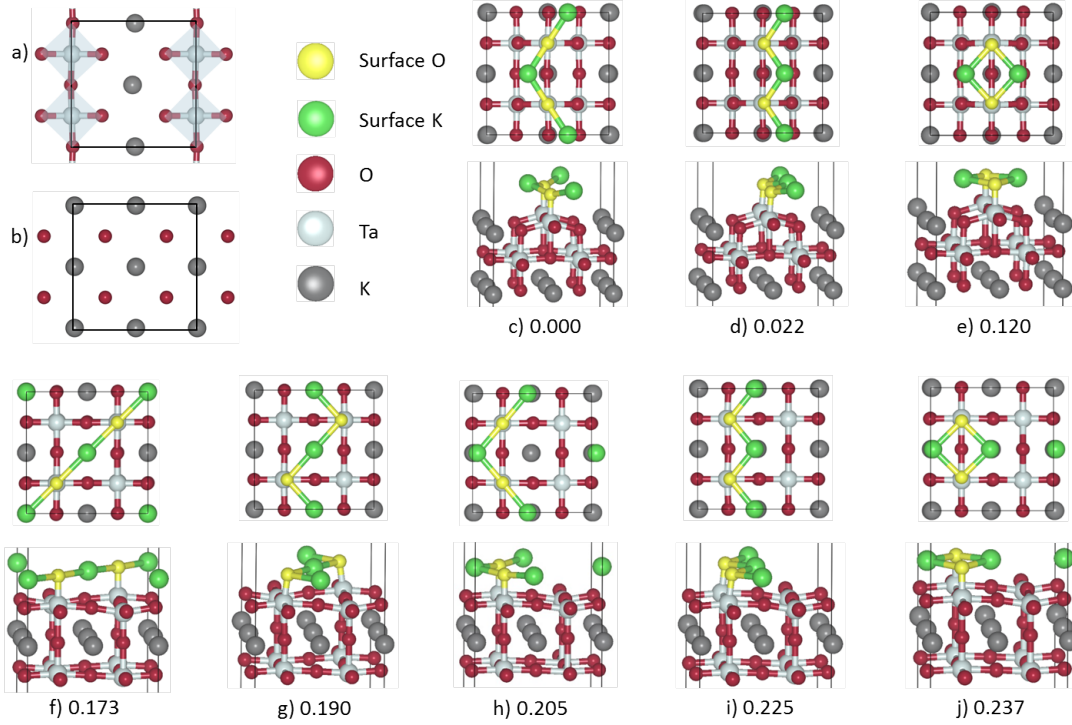 a)
b)
Surface O
Surface K
O
Ta
K
c) 0.000
d) 0.022
e) 0.120
f) 0.173
g) 0.190
h) 0.205
i) 0.225
j) 0.237